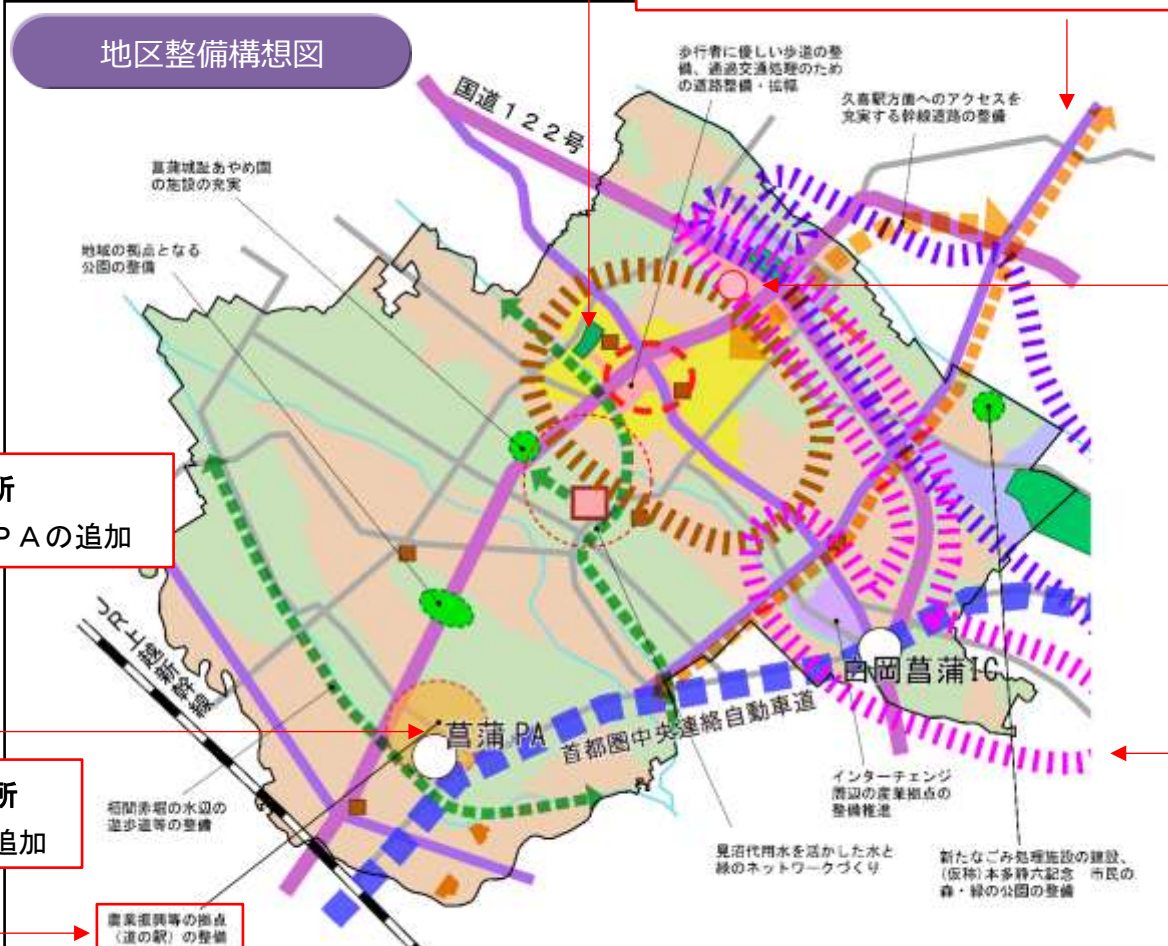 地区整備構想図
国道122号
歩行者に優しい歩道の整
備、通過交通処理のため
の道路整備・拡幅
久喜駅方面へのアクセスを
充実する幹線道路の整備
菖蒲城趾あやめ園
の施設の充実
地域の拠点となる
公園の整備
所
PAの追加
JR上越新幹線
菖蒲PA
白岡菖蒲IC
首都圏中央連絡自動車道
所
追加
栢間赤堀の水辺の
遊歩道等の整備
インターチェンジ
周辺の産業拠点の
整備推進
見沼代用水を活かした水と
緑のネットワークづくり
新たなごみ処理施設の建設、
(仮称)本多静六記念 市民の
森・緑の公園の整備
農業振興等の拠点
(道の駅)の整備